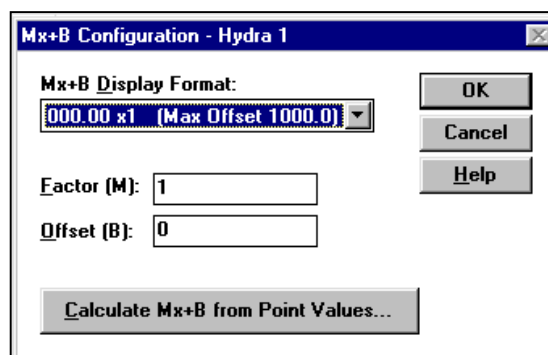 Mx+B Configuration - Hydra 1
Mx+B Display Format:
000.00 x1 (Max Offset 1000.0)
OK
Cancel
Help
Factor (M): 1
Offset (B): 0
Calculate Mx+B from Point Values...